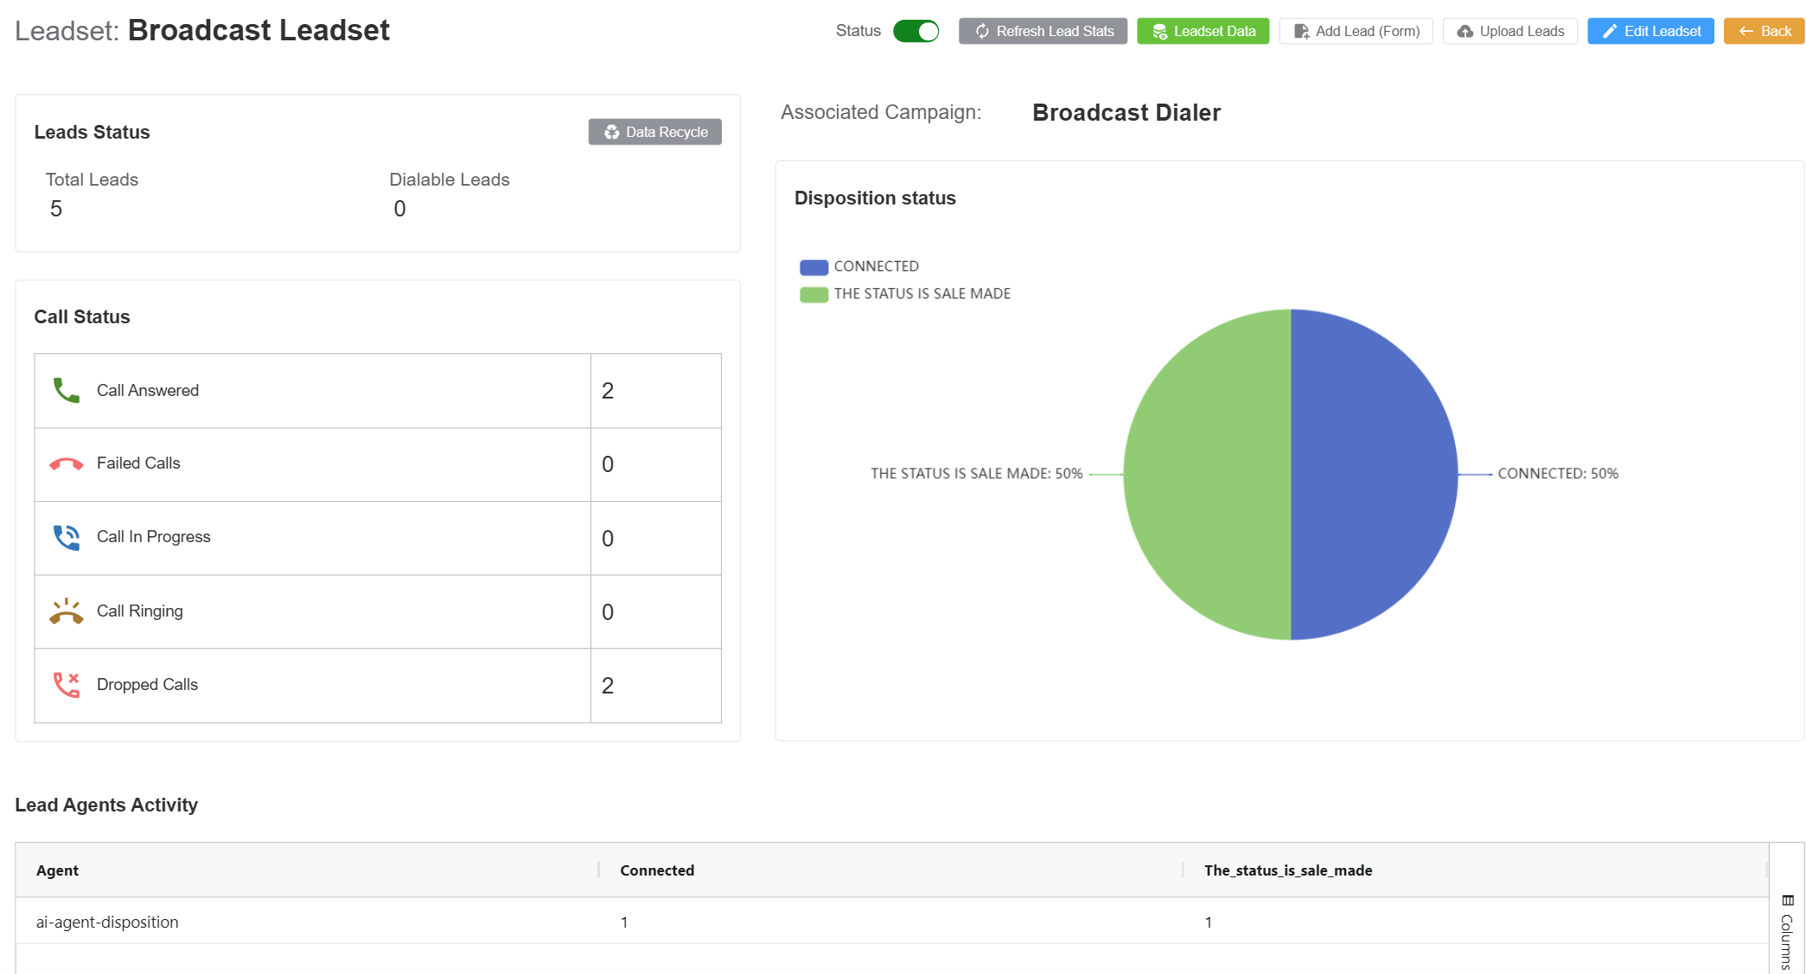 Leadset: Broadcast Leadset
Status
Refresh Lead Stats
Leadset Data
Add Lead (Form)
Upload Leads
Edit Leadset
Back
Leads Status
Data Recycle
Total Leads
Dialable Leads
5
0
Associated Campaign:
Broadcast Dialer
Call Status
Call Answered
2
Failed Calls
0
Call In Progress
0
Call Ringing
0
Dropped Calls
2
Disposition status
CONNECTED
THE STATUS IS SALE MADE
THE STATUS IS SALE MADE: 50%
CONNECTED: 50%
Lead Agents Activity
Agent
Connected
The_status_is_sale_made
ai-agent-disposition
1
1
Columns